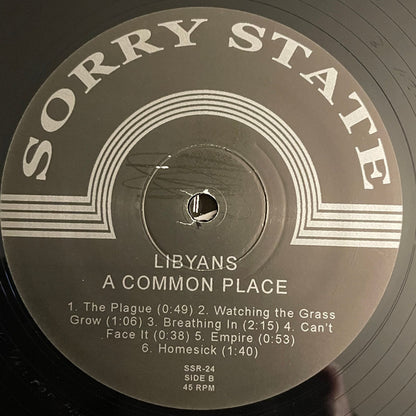 SORRY STATE
LIBYANS
A COMMON PLACE
1. The Plague (0:49) 2. Watching the Grass
Grow (1:06) 3. Breathing In (2:15) 4. Can't
Face It (0:38) 5. Empire (0:53)
6. Homesick (1:40)
SSR-24
SIDE B
45 RPM